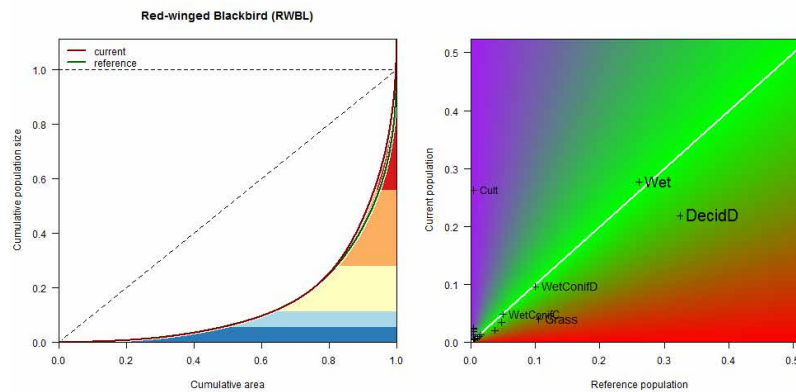 Red-winged Blackbird (RWBL)
current
reference
Cumulative population size
1.0
0.8
0.6
0.4
0.2
0.0
0.0 0.2 0.4 0.6 0.8 1.0
Cumulative area
Current population
0.5
0.4
0.3
0.2
0.1
0.0
Cult
Wet
DecidD
WetConifD
WetConifC
Grass
0.0 0.1 0.2 0.3 0.4 0.5
Reference population